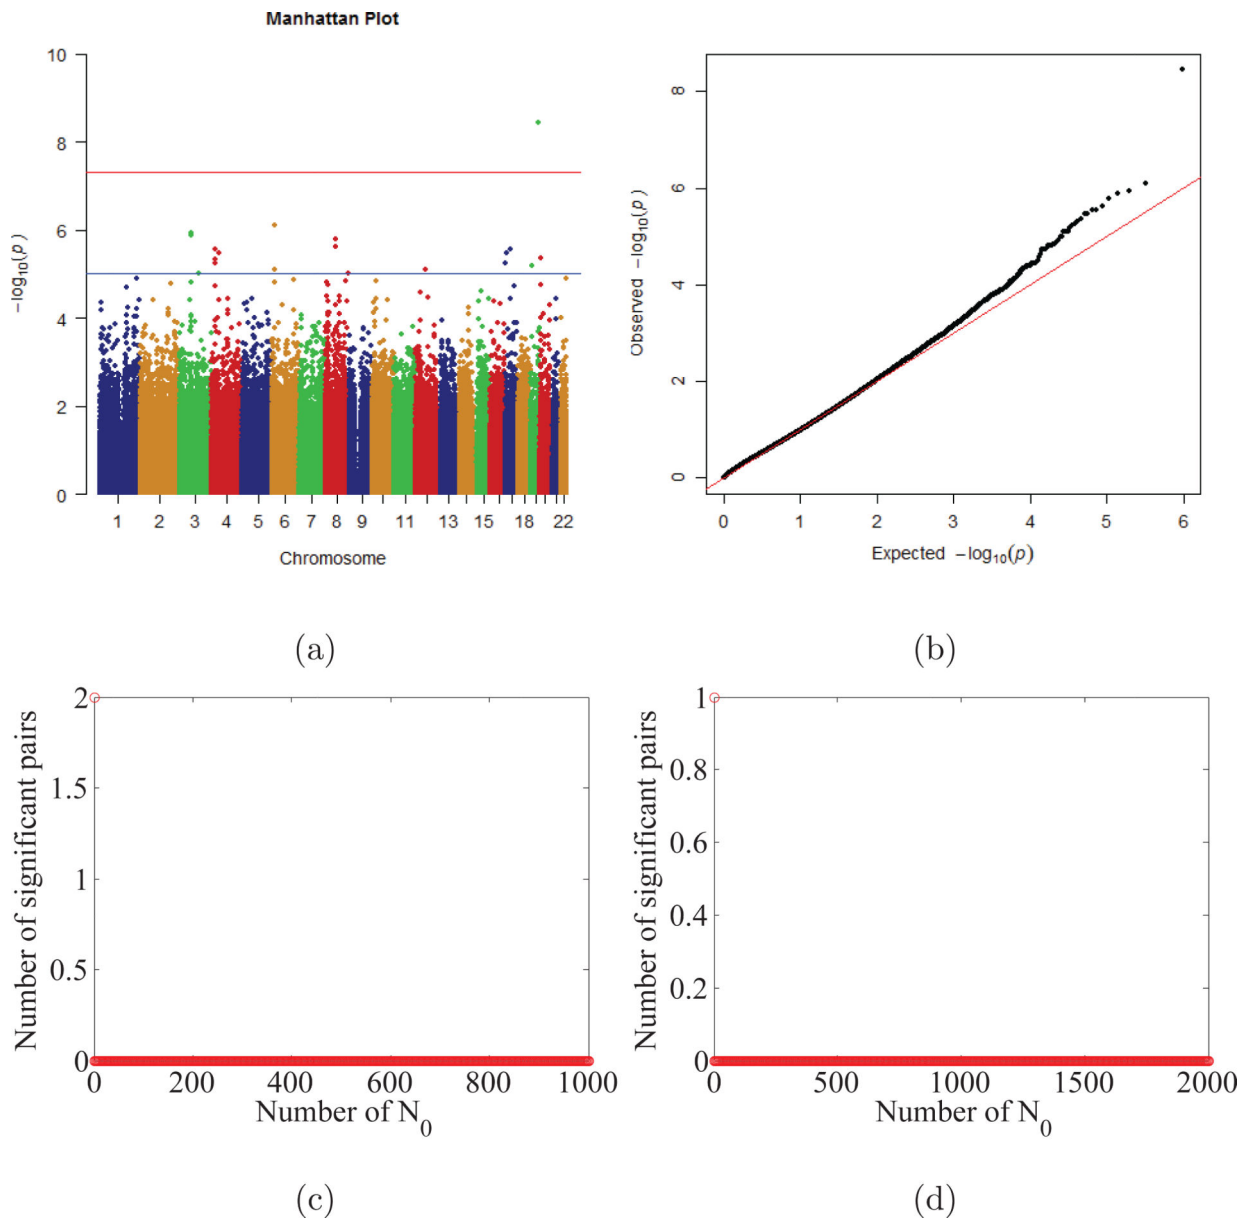 Manhattan Plot
−log10(p)
10
8
6
4
2
0
1 2 3 4 5 6 7 8 9 11 13 15 18 22
Chromosome
(a)
Observed −log10(p)
8
6
4
2
0
0 1 2 3 4 5 6
Expected −log10(p)
(b)
Number of significant pairs
2
1.5
1
0.5
0
0 200 400 600 800 1000
Number of N0
(c)
Number of significant pairs
1
0.8
0.6
0.4
0.2
0
0 500 1000 1500 2000
Number of N0
(d)